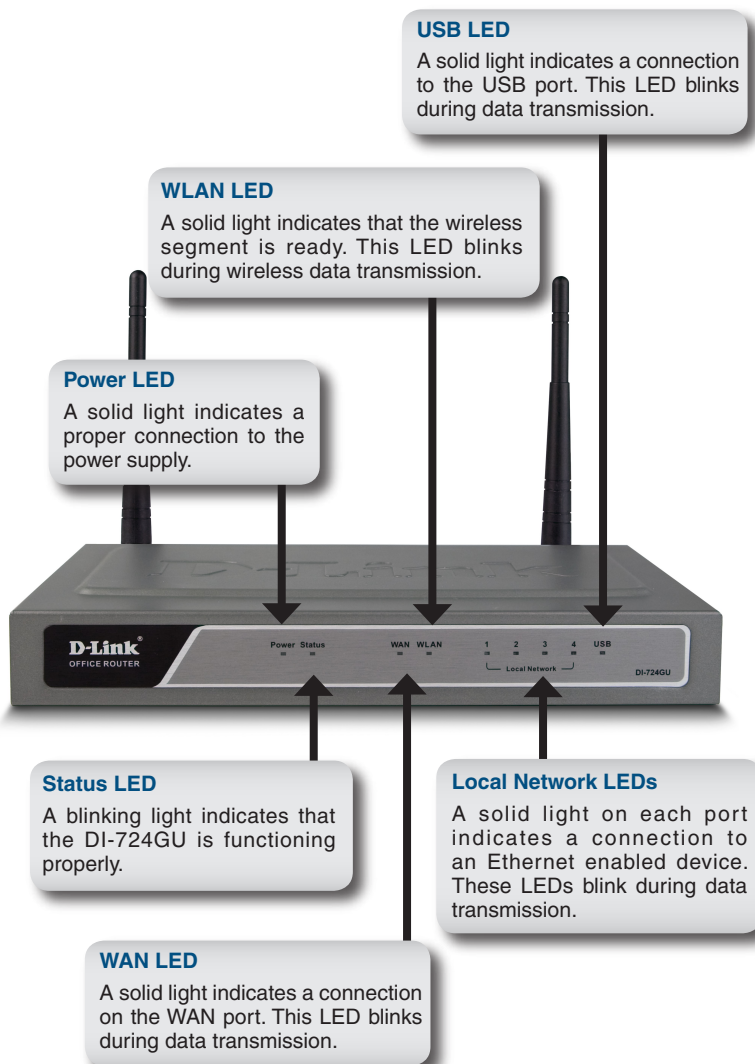 USB LED
A solid light indicates a connection
to the USB port. This LED blinks
during data transmission.
WLAN LED
A solid light indicates that the wireless
segment is ready. This LED blinks
during wireless data transmission.
Power LED
A solid light indicates a
proper connection to the
power supply.
D-Link
D-Link®
OFFICE ROUTER
Power Status
WAN WLAN
1 2 3 4
Local Network
USB
DI-724GU
Status LED
A blinking light indicates that
the DI-724GU is functioning
properly.
Local Network LEDs
A solid light on each port
indicates a connection to
an Ethernet enabled device.
These LEDs blink during data
transmission.
WAN LED
A solid light indicates a connection
on the WAN port. This LED blinks
during data transmission.